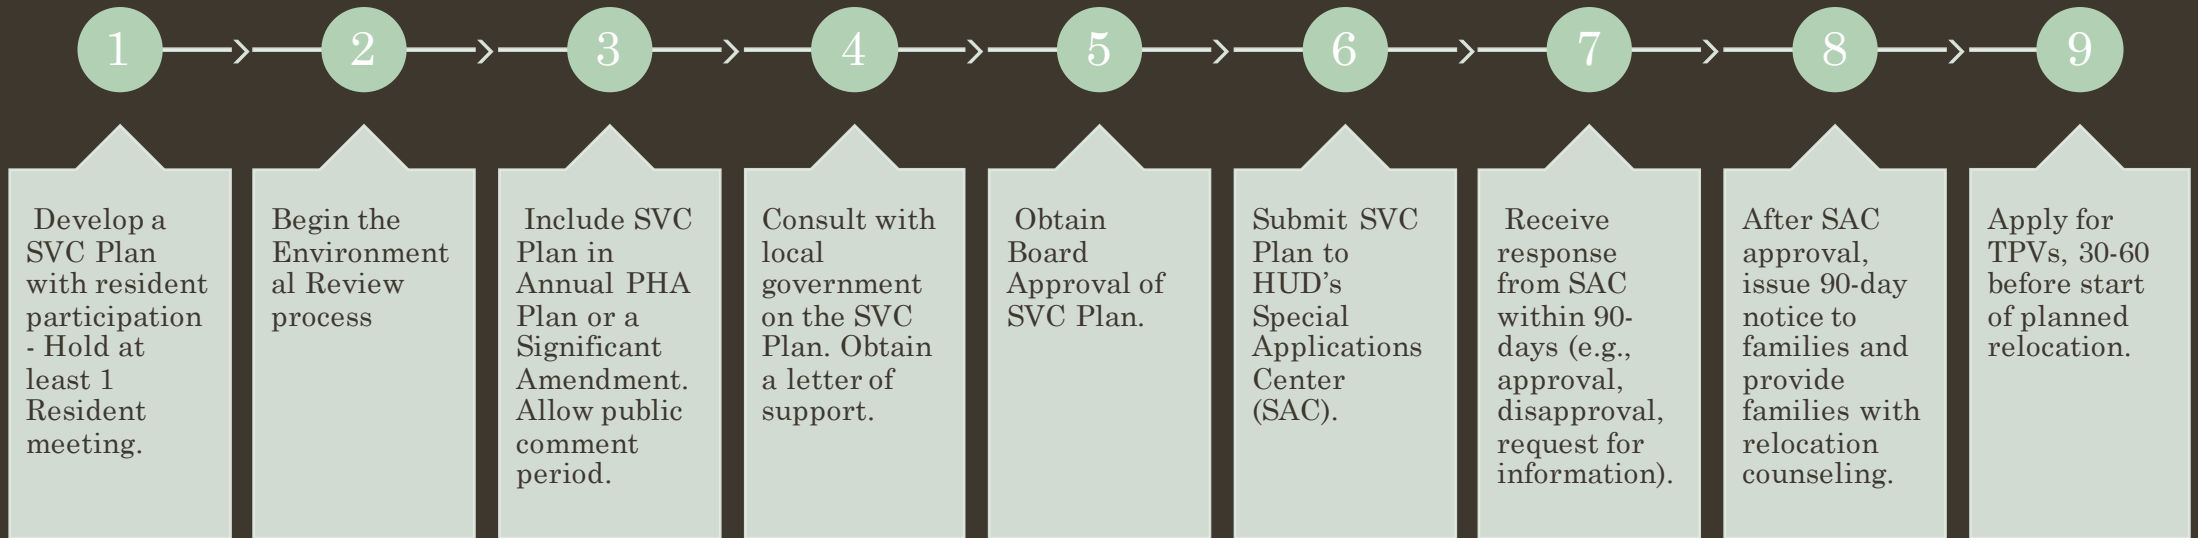 1
2
3
4
5
6
7
8
9
Develop a
SVC Plan
with resident
participation
- Hold at
least 1
Resident
meeting.
Begin the
Environment
al Review
process
Include SVC
Plan in
Annual PHA
Plan or a
Significant
Amendment.
Allow public
comment
period.
Consult with
local
government
on the SVC
Plan. Obtain
a letter of
support.
Obtain
Board
Approval of
SVC Plan.
Submit SVC
Plan to
HUD’s
Special
Applications
Center
(SAC).
Receive
response
from SAC
within 90-
days (e.g.,
approval,
disapproval,
request for
information).
After SAC
approval,
issue 90-day
notice to
families and
provide
families with
relocation
counseling.
Apply for
TPVs, 30-60
before start
of planned
relocation.